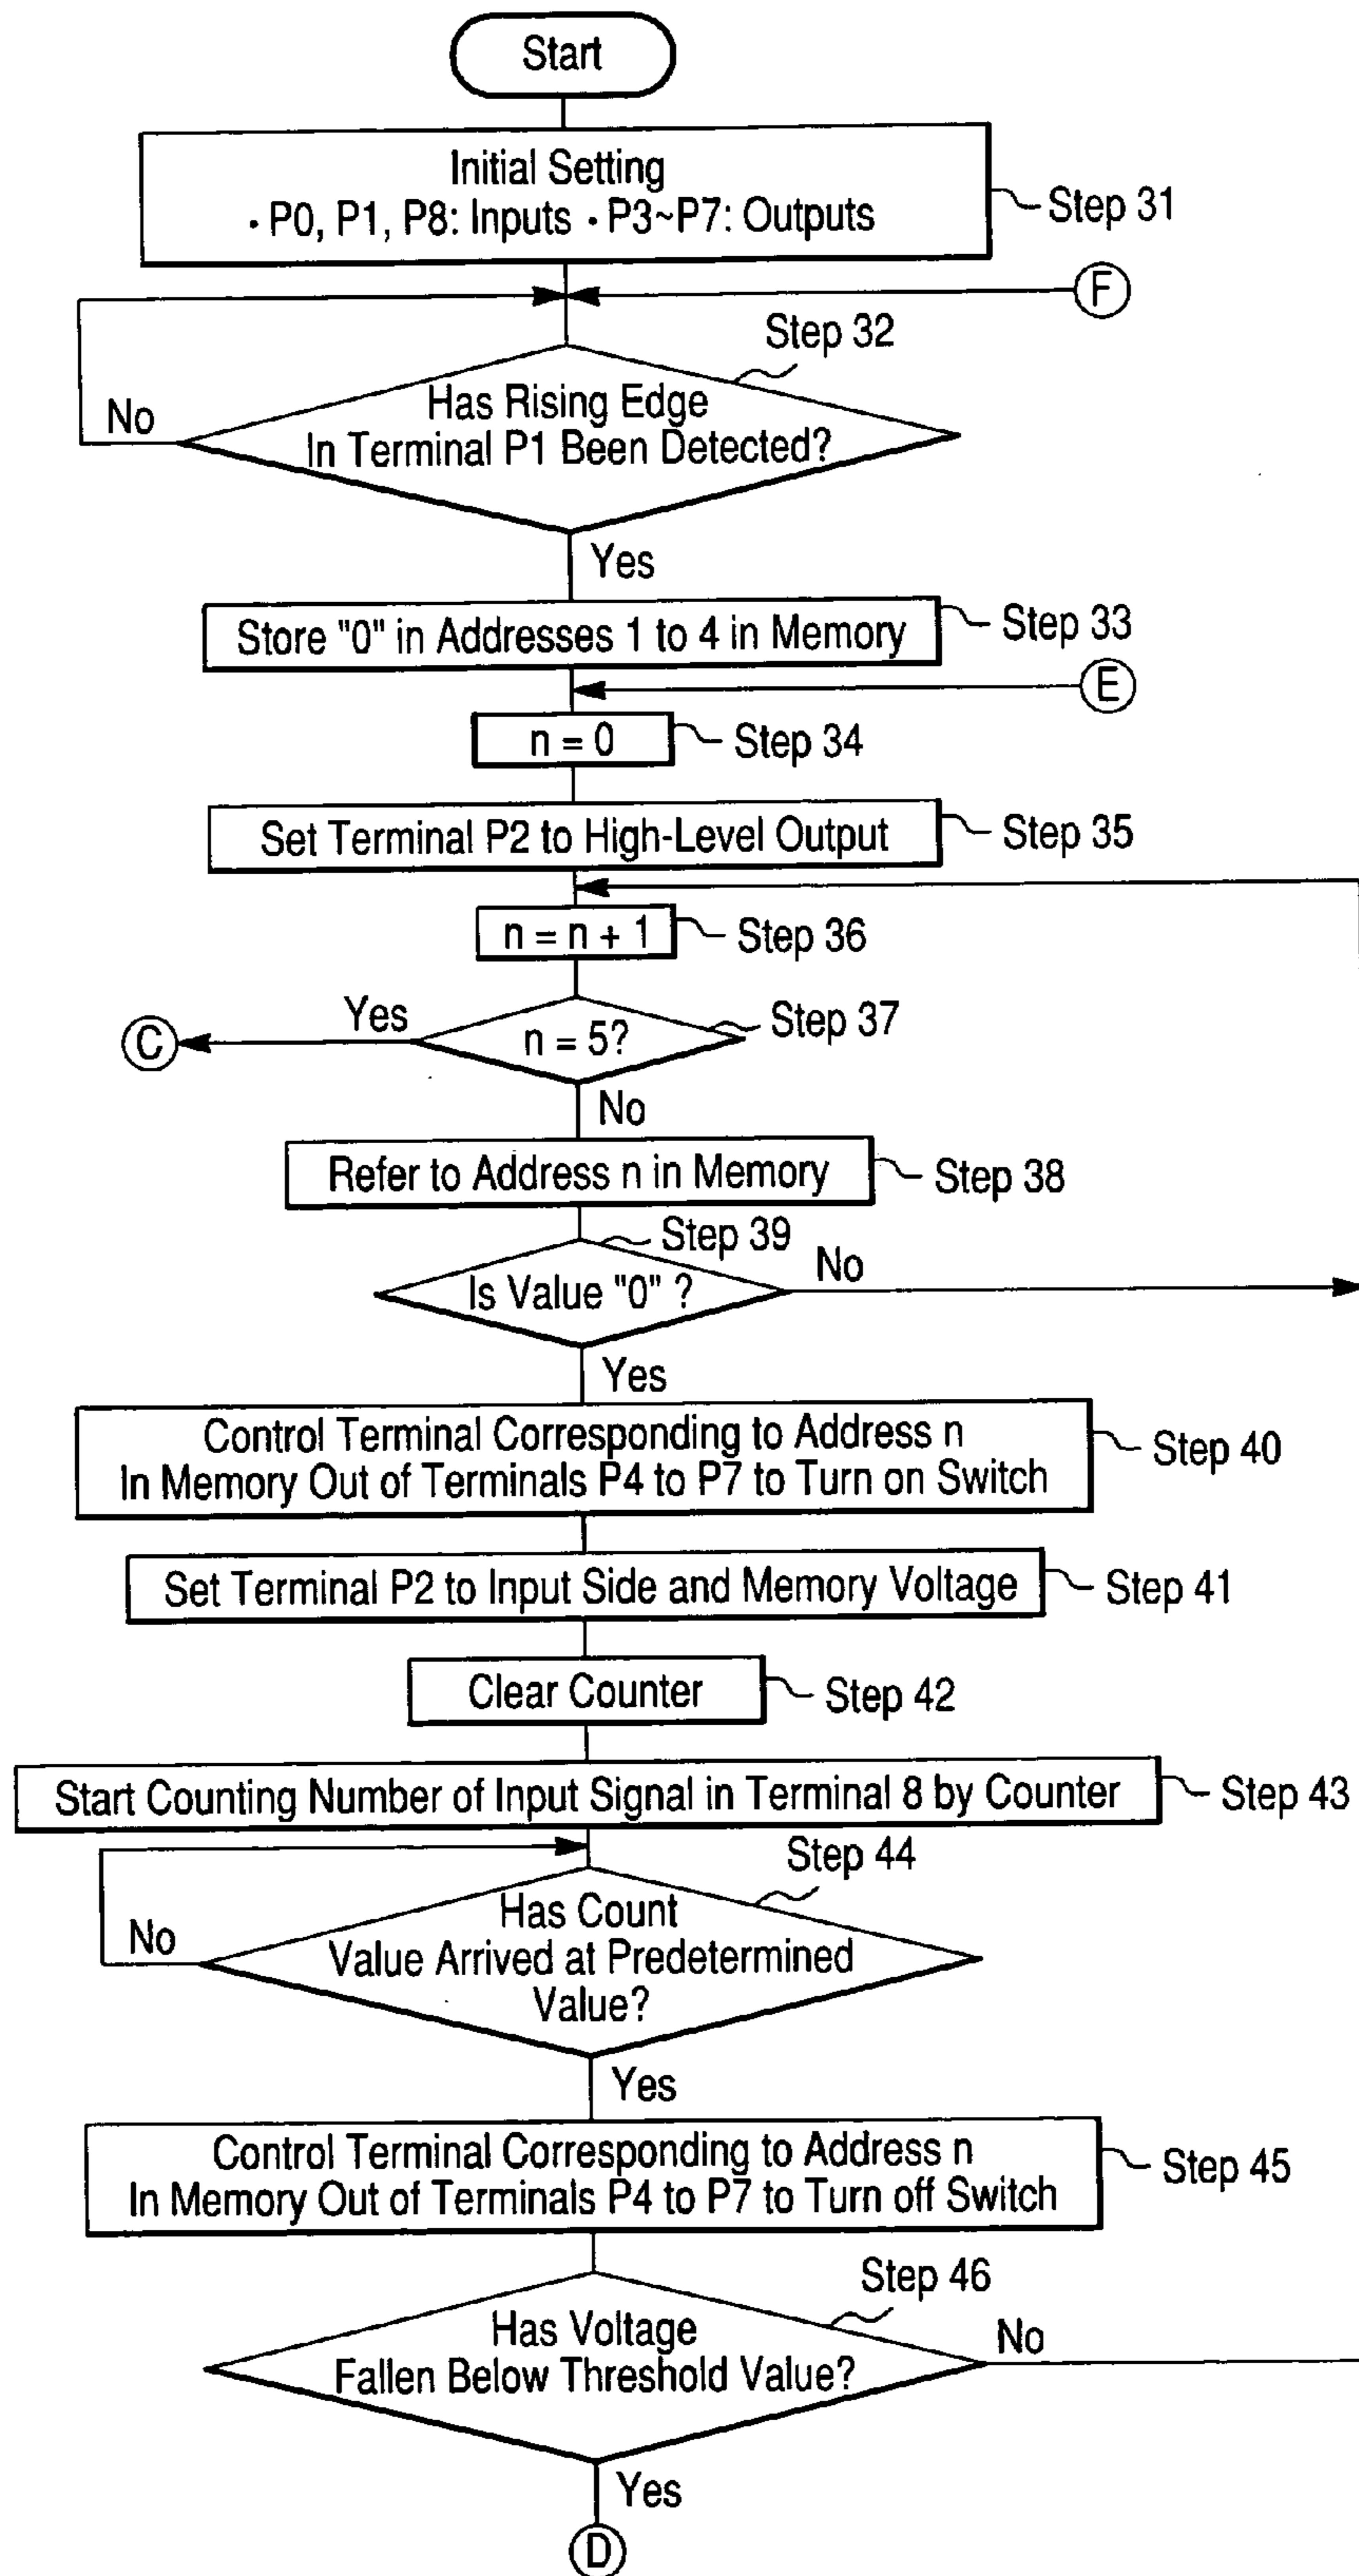 Start
Initial Setting
· P0, P1, P8: Inputs · P3~P7: Outputs
Step 31
F
Step 32
Has Rising Edge
In Terminal P1 Been Detected?
No
Yes
Store "0" in Addresses 1 to 4 in Memory
Step 33
E
n = 0
Step 34
Set Terminal P2 to High-Level Output
Step 35
n = n + 1
Step 36
Yes
C
n = 5?
Step 37
No
Refer to Address n in Memory
Step 38
Step 39
Is Value "0" ?
No
Yes
Control Terminal Corresponding to Address n
In Memory Out of Terminals P4 to P7 to Turn on Switch
Step 40
Set Terminal P2 to Input Side and Memory Voltage
Step 41
Clear Counter
Step 42
Start Counting Number of Input Signal in Terminal 8 by Counter
Step 43
Step 44
Has Count
Value Arrived at Predetermined
Value?
No
Yes
Control Terminal Corresponding to Address n
In Memory Out of Terminals P4 to P7 to Turn off Switch
Step 45
Step 46
Has Voltage
Fallen Below Threshold Value?
No
Yes
D